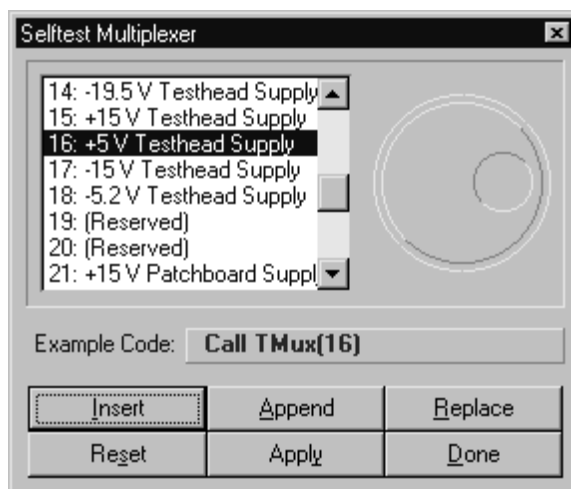 Selftest Multiplexer
14: -19.5 V Testhead Supply
15: +15 V Testhead Supply
16: +5 V Testhead Supply
17: -15 V Testhead Supply
18: -5.2 V Testhead Supply
19: (Reserved)
20: (Reserved)
21: +15 V Patchboard Suppl
Example Code: Call TMux(16)
Insert Append Replace
Reset Apply Done